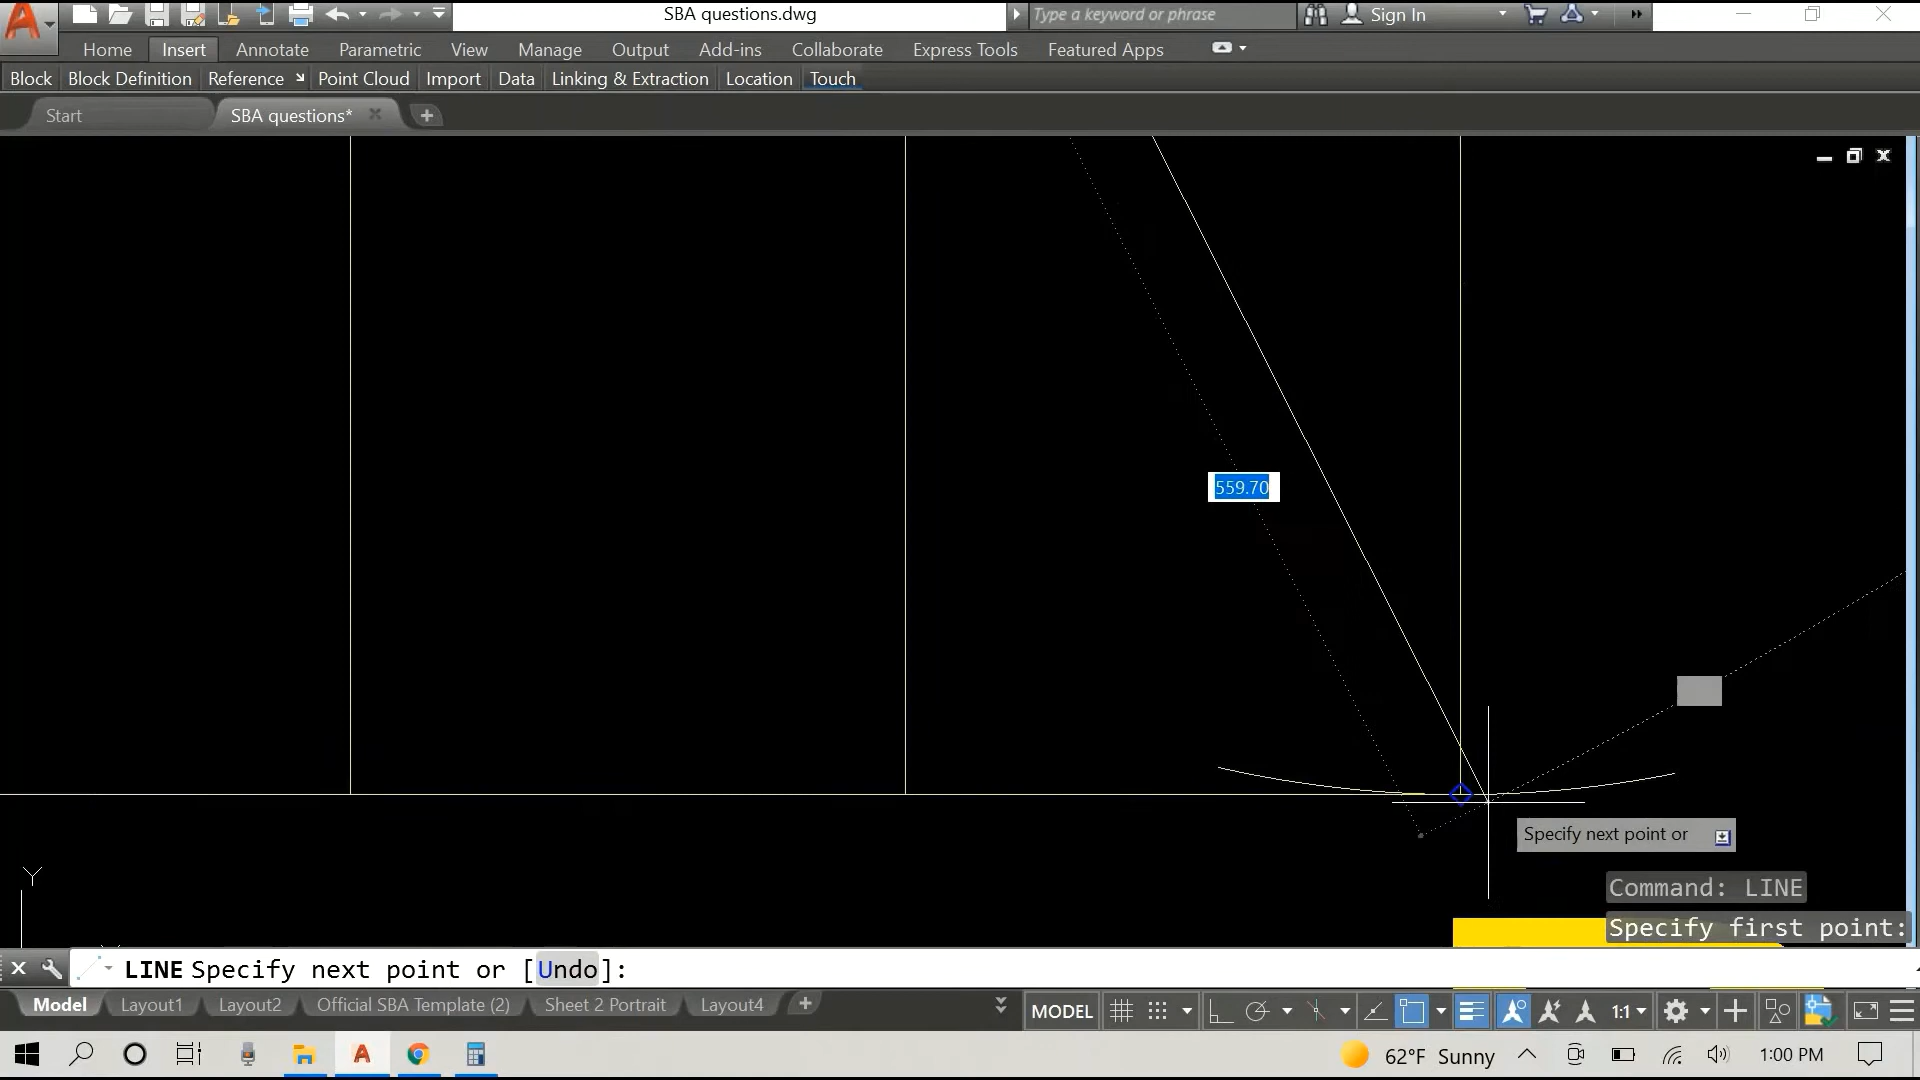 SBA questions.dwg
Type a keyword or phrase
Sign In
Home Insert Annotate Parametric View Manage Output Add-ins Collaborate Express Tools Featured Apps
Block Block Definition Reference Point Cloud Import Data Linking & Extraction Location Touch
Start SBA questions*
559.70
Specify next point or
Y
Command: LINE
Specify first point:
LINE Specify next point or [Undo]:
Model Layout1 Layout2 Official SBA Template (2) Sheet 2 Portrait Layout4 MODEL 1:1
62°F Sunny 1:00 PM